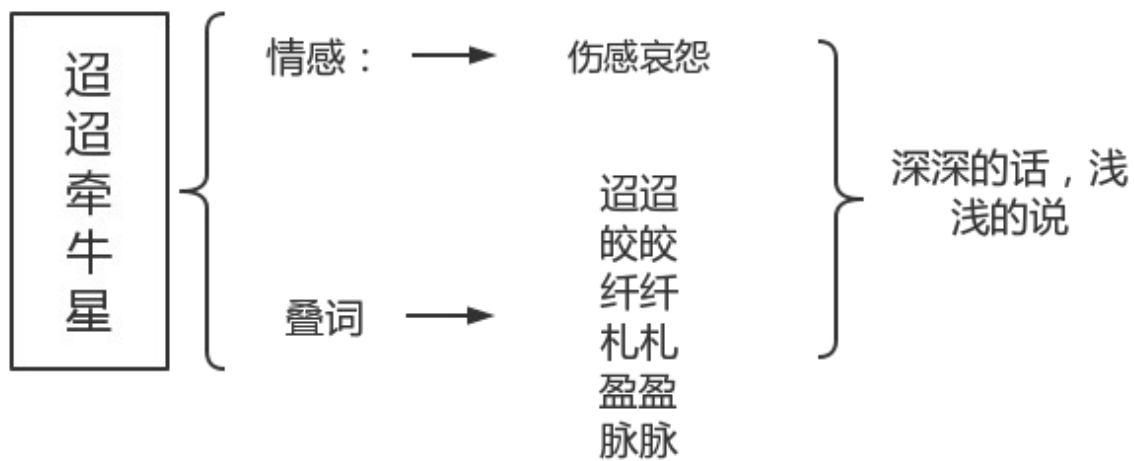 迢
迢
牵
牛
星
情感：
伤感哀怨
叠词
迢迢
皎皎
纤纤
札札
盈盈
脉脉
深深的话，浅
浅的说